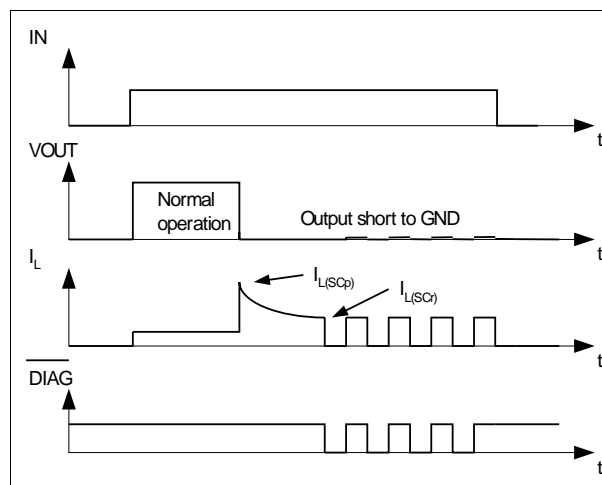 IN
t
VOUT
Normal
operation
Output short to GND
t
I_L
I_L(SCp)
I_L(SCr)
t
DIAG
t